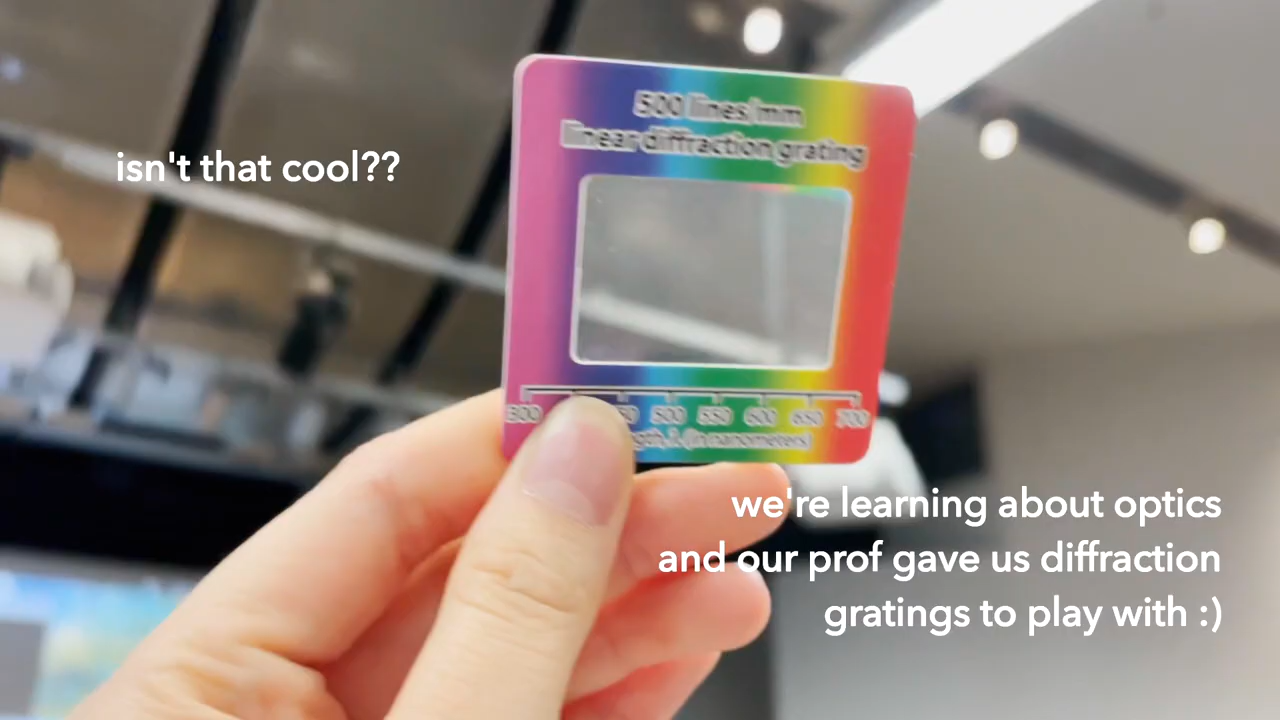 500 lines/mm
linear diffraction grating
isn't that cool??
300 500 550 600 650 700
(in nanometers)
we're learning about optics
and our prof gave us diffraction
gratings to play with :)